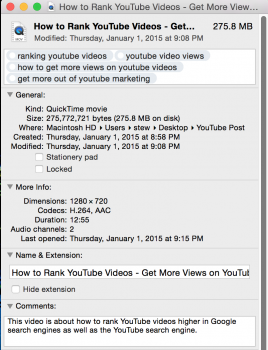 How to Rank YouTube Videos - Get More View...
How to Rank YouTube Videos - Get... 275.8 MB
Modified: Thursday, January 1, 2015 at 9:08 PM
ranking youtube videos youtube video views
how to get more views on youtube videos
get more out of youtube marketing
General:
Kind: QuickTime movie
Size: 275,772,721 bytes (275.8 MB on disk)
Where: Macintosh HD ▸ Users ▸ stew ▸ Desktop ▸ YouTube Post
Created: Thursday, January 1, 2015 at 8:58 PM
Modified: Thursday, January 1, 2015 at 9:08 PM
Stationery pad
Locked
More Info:
Dimensions: 1280 × 720
Codecs: H.264, AAC
Duration: 12:55
Audio channels: 2
Last opened: Thursday, January 1, 2015 at 9:15 PM
Name & Extension:
How to Rank YouTube Videos - Get More Views on YouTub
Hide extension
Comments:
This video is about how to rank YouTube videos higher in Google
search engines as well as the YouTube search engine.